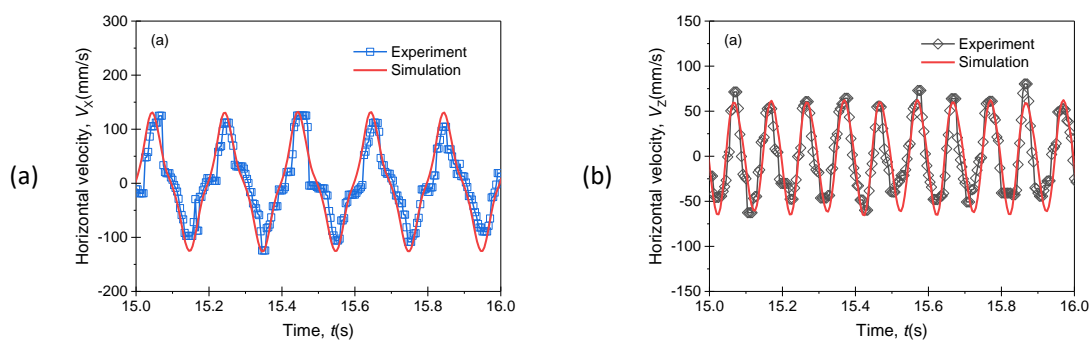 (a)
300
200
100
0
-100
-200
Horizontal velocity, Vx(mm/s)
(a)
Experiment
Simulation
15.0 15.2 15.4 15.6 15.8 16.0
Time, t(s)
(b)
150
100
50
0
-50
-100
-150
Horizontal velocity, Vz(mm/s)
(a)
Experiment
Simulation
15.0 15.2 15.4 15.6 15.8 16.0
Time, t(s)